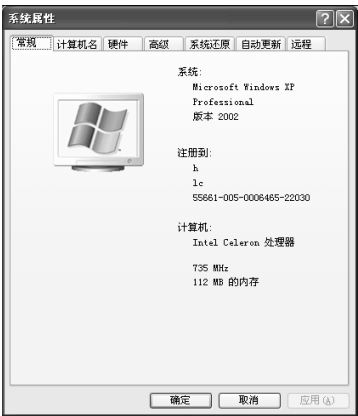 系统属性
常规 计算机名 硬件 高级 系统还原 自动更新 远程
系统:
Microsoft Windows XP
Professional
版本 2002
注册到:
h
lc
55661-005-0006465-22030
计算机:
Intel Celeron 处理器
735 MHz
112 MB 的内存
确定 取消 应用(A)